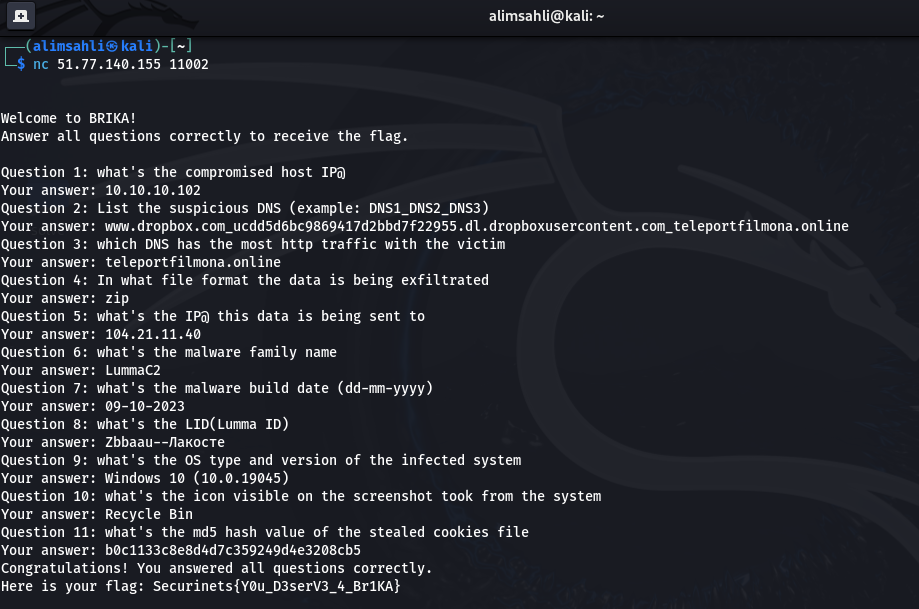 alimsahli@kali: ~
┌──(alimsahli㉿kali)-[~]
└─$ nc 51.77.140.155 11002
Welcome to BRIKA!
Answer all questions correctly to receive the flag.
Question 1: what's the compromised host IP@
Your answer: 10.10.10.102
Question 2: List the suspicious DNS (example: DNS1_DNS2_DNS3)
Your answer: www.dropbox.com_ucdd5d6bc9869417d2bbd7f22955.dl.dropboxusercontent.com_teleportfilmona.online
Question 3: which DNS has the most http traffic with the victim
Your answer: teleportfilmona.online
Question 4: In what file format the data is being exfiltrated
Your answer: zip
Question 5: what's the IP@ this data is being sent to
Your answer: 104.21.11.40
Question 6: what's the malware family name
Your answer: LummaC2
Question 7: what's the malware build date (dd-mm-yyyy)
Your answer: 09-10-2023
Question 8: what's the LID(Lumma ID)
Your answer: Zbbaau--Лакосте
Question 9: what's the OS type and version of the infected system
Your answer: Windows 10 (10.0.19045)
Question 10: what's the icon visible on the screenshot took from the system
Your answer: Recycle Bin
Question 11: what's the md5 hash value of the stealed cookies file
Your answer: b0c1133c8e8d4d7c359249d4e3208cb5
Congratulations! You answered all questions correctly.
Here is your flag: Securinets{Y0u_D3serV3_4_Br1KA}